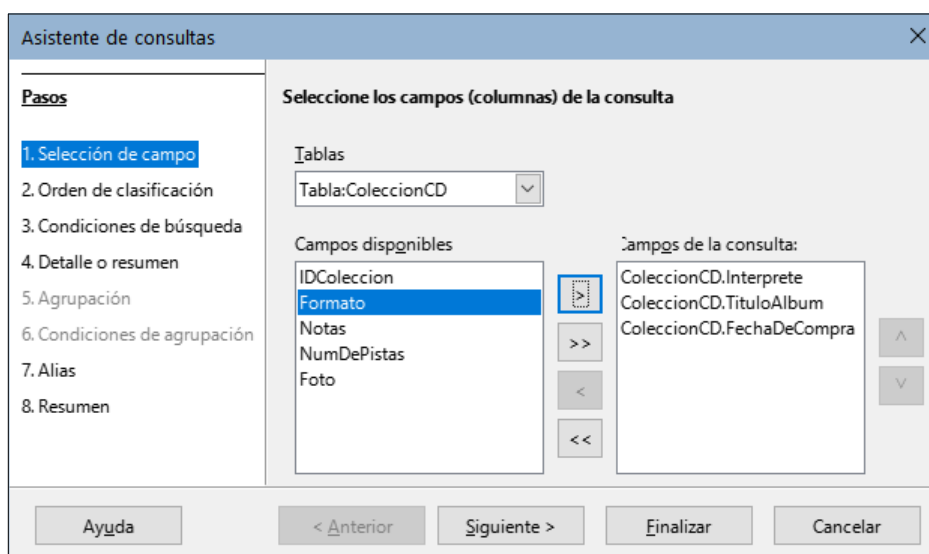 Asistente de consultas
Pasos
1. Selección de campo
2. Orden de clasificación
3. Condiciones de búsqueda
4. Detalle o resumen
5. Agrupación
6. Condiciones de agrupación
7. Alias
8. Resumen
Seleccione los campos (columnas) de la consulta
Tablas
Tabla:ColeccionCD
Campos disponibles
IDColeccion
Formato
Notas
NumDePistas
Foto
>
>>
<
<<
Campos de la consulta:
ColeccionCD.Interprete
ColeccionCD.TituloAlbum
ColeccionCD.FechaDeCompra
Ayuda
< Anterior
Siguiente >
Finalizar
Cancelar